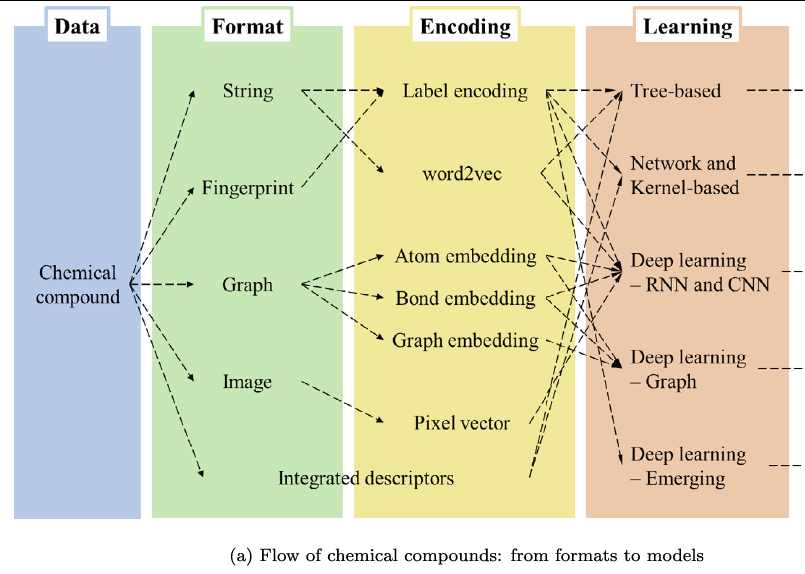 Data
Format
Encoding
Learning
String
Label encoding
Tree-based
word2vec
Network and
Kernel-based
Fingerprint
Chemical
compound
Graph
Atom embedding
Bond embedding
Graph embedding
Deep learning
– RNN and CNN
Deep learning
– Graph
Image
Pixel vector
Integrated descriptors
Deep learning
– Emerging
(a) Flow of chemical compounds: from formats to models